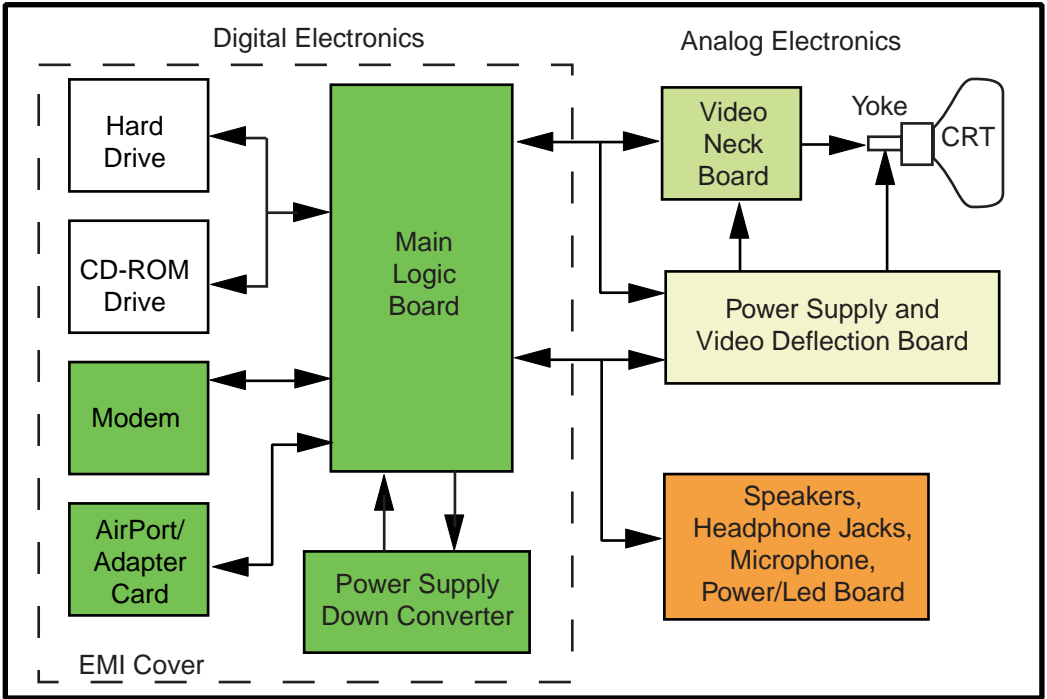 Digital Electronics
Analog Electronics
Hard
Drive
CD-ROM
Drive
Modem
AirPort/
Adapter
Card
Main
Logic
Board
Power Supply
Down Converter
EMI Cover
Video
Neck
Board
Yoke
CRT
Power Supply and
Video Deflection Board
Speakers,
Headphone Jacks,
Microphone,
Power/Led Board